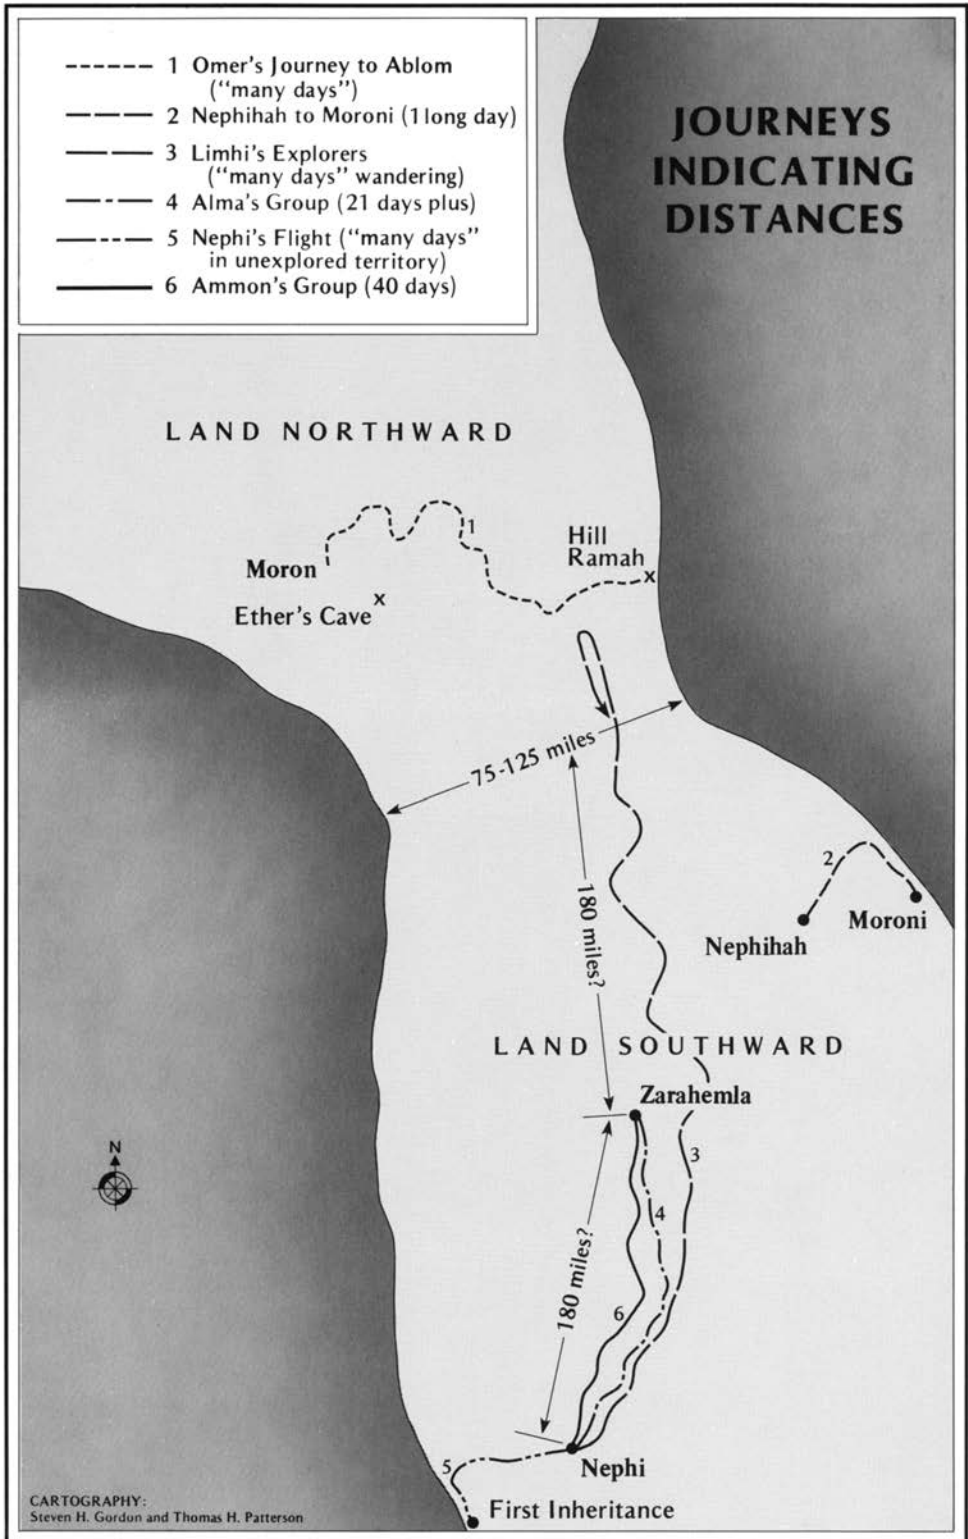 1 Omer's Journey to Ablom
("many days")
2 Nephihah to Moroni (1 long day)
3 Limhi's Explorers
("many days" wandering)
4 Alma's Group (21 days plus)
5 Nephi's Flight ("many days"
in unexplored territory)
6 Ammon's Group (40 days)
JOURNEYS
INDICATING
DISTANCES
LAND NORTHWARD
1
Hill
Ramah
x
Moron
Ether's Cave x
75-125 miles
180 miles?
2
Moroni
Nephihah
LAND SOUTHWARD
Zarahemla
N
3
4
180 miles?
6
5
Nephi
First Inheritance
CARTOGRAPHY:
Steven H. Gordon and Thomas H. Patterson